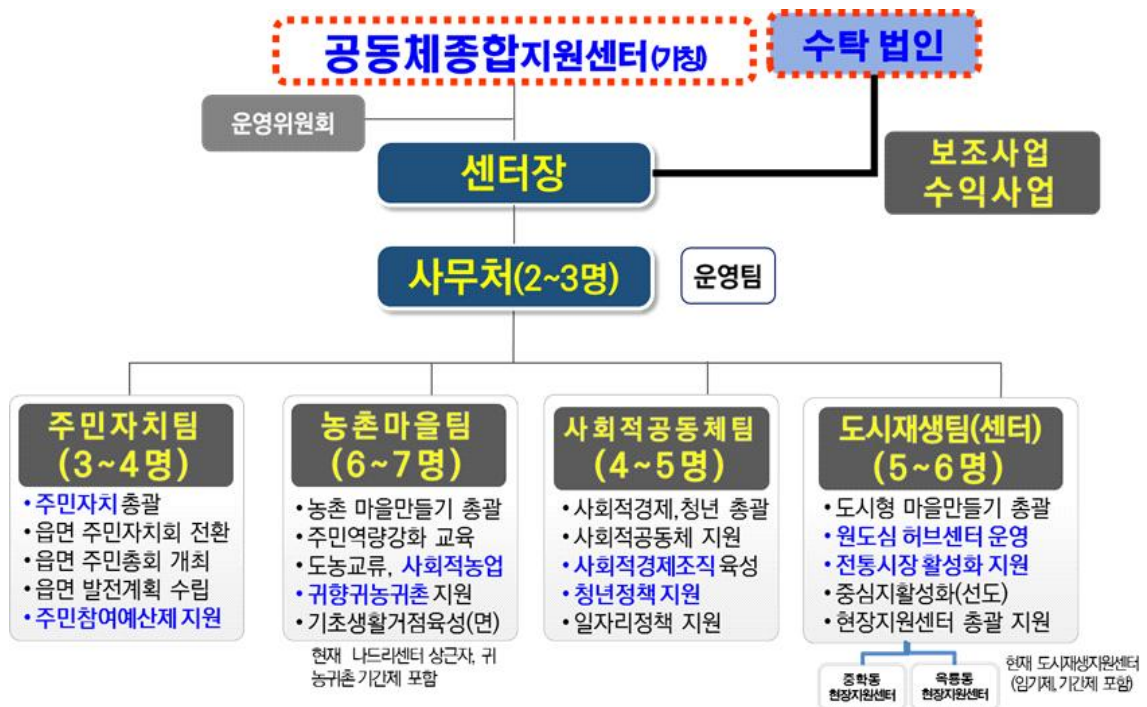 공동체종합지원센터(가칭)
수탁 법인
운영위원회
센터장
보조사업
수익사업
사무처(2~3명)
운영팀
주민자치팀
(3~4명)
•주민자치 총괄
•읍면 주민자치회 전환
•읍면 주민총회 개최
•읍면 발전계획 수립
•주민참여예산제 지원
농촌마을팀
(6~7명)
•농촌 마을만들기 총괄
•주민역량강화 교육
•도농교류, 사회적농업
•귀향귀농귀촌 지원
•기초생활거점육성(면)
현재 나드리센터 상근자, 귀
농귀촌 기간제 포함
사회적공동체팀
(4~5명)
•사회적경제,청년 총괄
•사회적공동체 지원
•사회적경제조직 육성
•청년정책 지원
•일자리정책 지원
도시재생팀(센터)
(5~6명)
•도시형 마을만들기 총괄
•원도심 허브센터 운영
•전통시장 활성화 지원
•중심지활성화(선도)
•현장지원센터 총괄 지원
중학동
현장지원센터
옥룡동
현장지원센터
현재 도시재생지원센터
(임기제,기간제 포함)